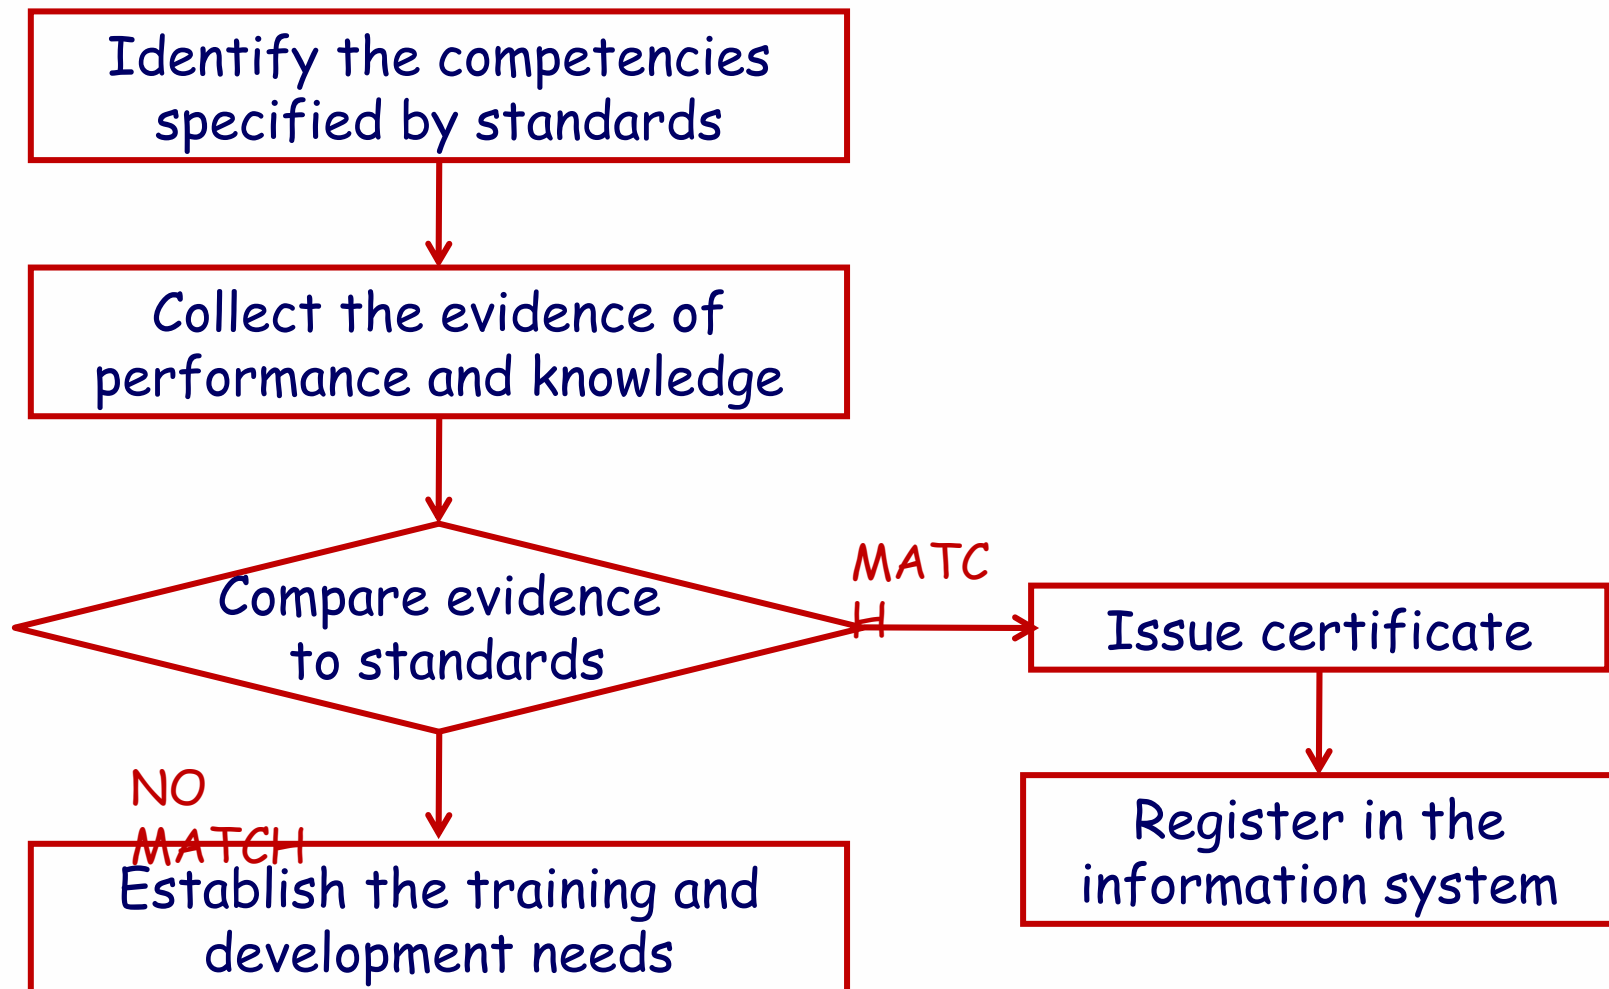 Identify the competencies
specified by standards
Collect the evidence of
performance and knowledge
Compare evidence
to standards
MATC
H
Issue certificate
Register in the
information system
NO
MATCH
Establish the training and
development needs